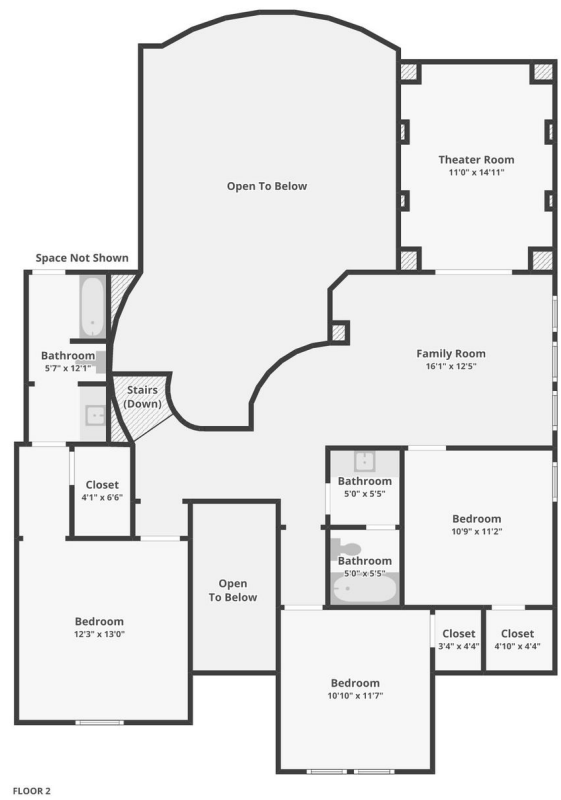 Theater Room
11'0" x 14'11"
Open To Below
Space Not Shown
Bathroom
5'7" x 12'1"
Family Room
16'1" x 12'5"
Stairs
(Down)
Closet
4'1" x 6'6"
Bathroom
5'0" x 5'5"
Bedroom
10'9" x 11'2"
Bathroom
5'0" x 5'5"
Open
To Below
Bedroom
12'3" x 13'0"
Closet
3'4" x 4'4"
Closet
4'10" x 4'4"
Bedroom
10'10" x 11'7"
FLOOR 2